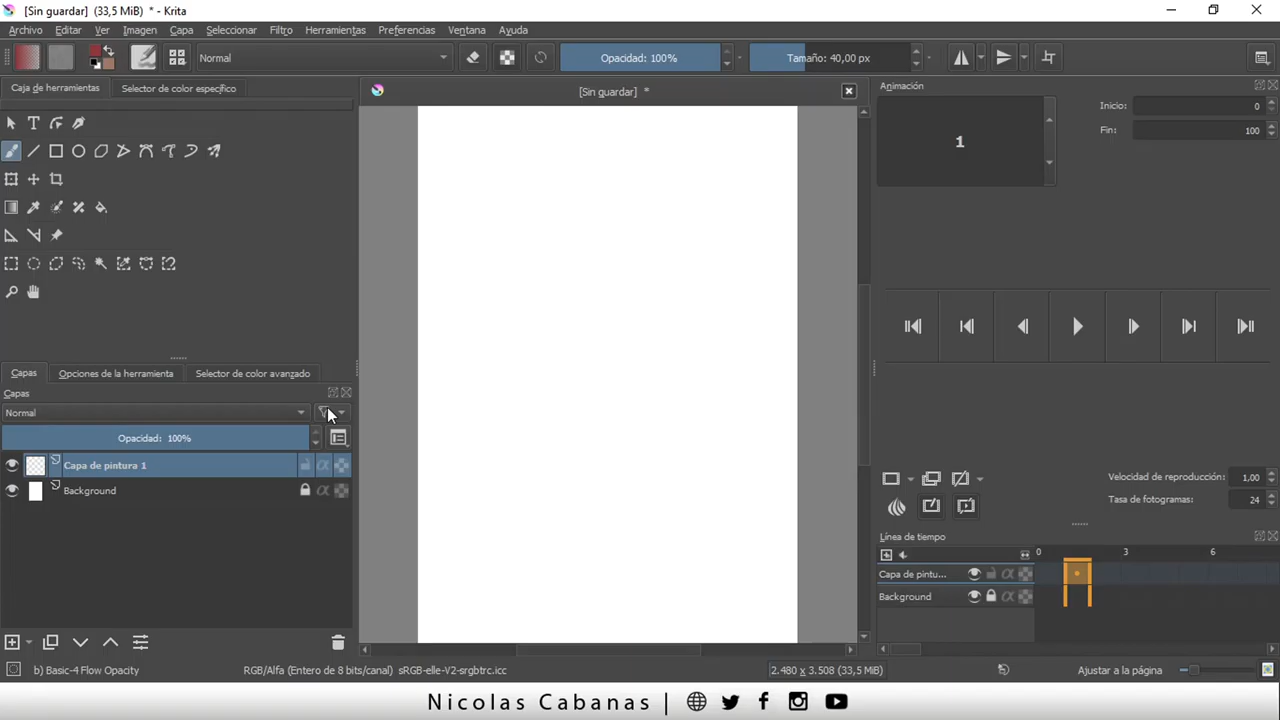 [Sin guardar] (33,5 MiB) * - Krita
Archivo Editar Ver Imagen Capa Seleccionar Filtro Herramientas Preferencias Ventana Ayuda
Normal Opacidad: 100% Tamaño: 40,00 px
Caja de herramientas Selector de color específico
[Sin guardar] *
Animación
1
Inicio: 0
Fin: 100
Capas Opciones de la herramienta Selector de color avanzado
Capas
Normal
Opacidad: 100%
Capa de pintura 1
Background
Velocidad de reproducción: 1,00
Tasa de fotogramas: 24
Línea de tiempo
0 3 6
Capa de pintu...
Background
b) Basic-4 Flow Opacity RGB/Alfa (Entero de 8 bits/canal) sRGB-elle-V2-srgbtrc.icc 2.480 x 3.508 (33,5 MiB) Ajustar a la página
Nicolas Cabanas |